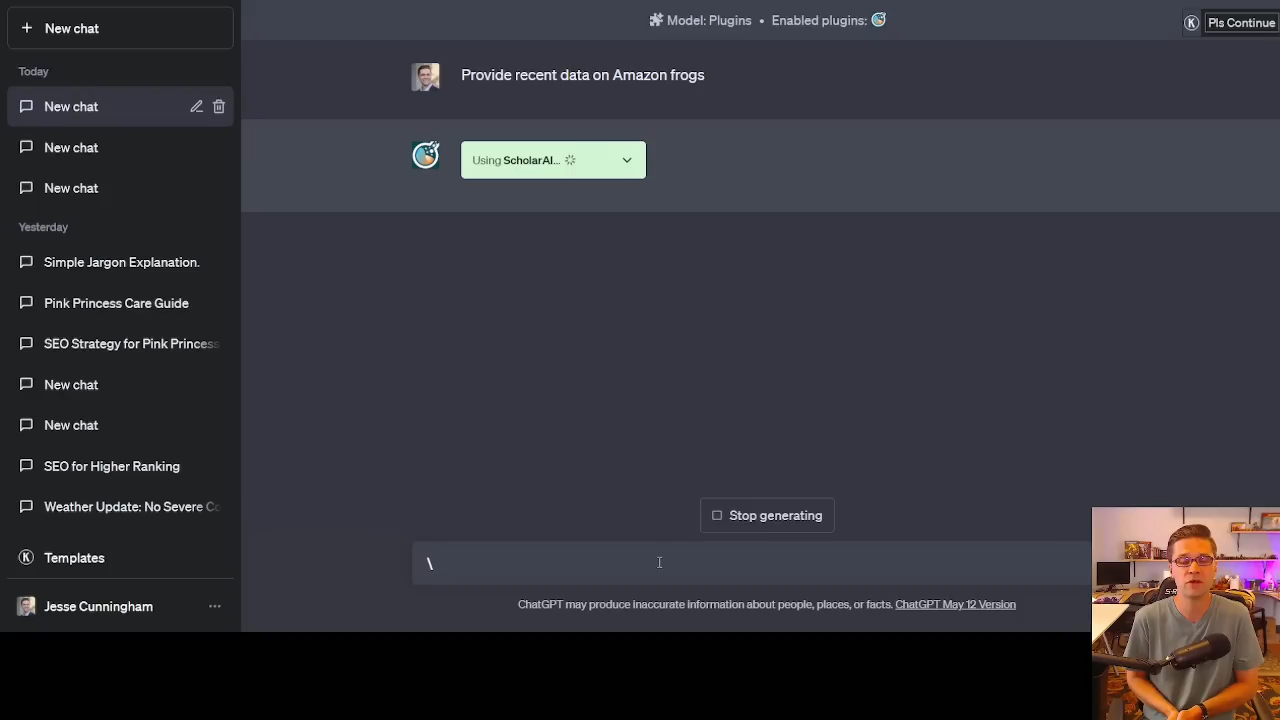 New chat
Today
New chat
New chat
New chat
Yesterday
Simple Jargon Explanation.
Pink Princess Care Guide
SEO Strategy for Pink Princess
New chat
New chat
SEO for Higher Ranking
Weather Update: No Severe Co
Templates
Jesse Cunningham
Model: Plugins • Enabled plugins:
K Pls Continue
Provide recent data on Amazon frogs
Using ScholarAI...
Stop generating
\
ChatGPT may produce inaccurate information about people, places, or facts. ChatGPT May 12 Version